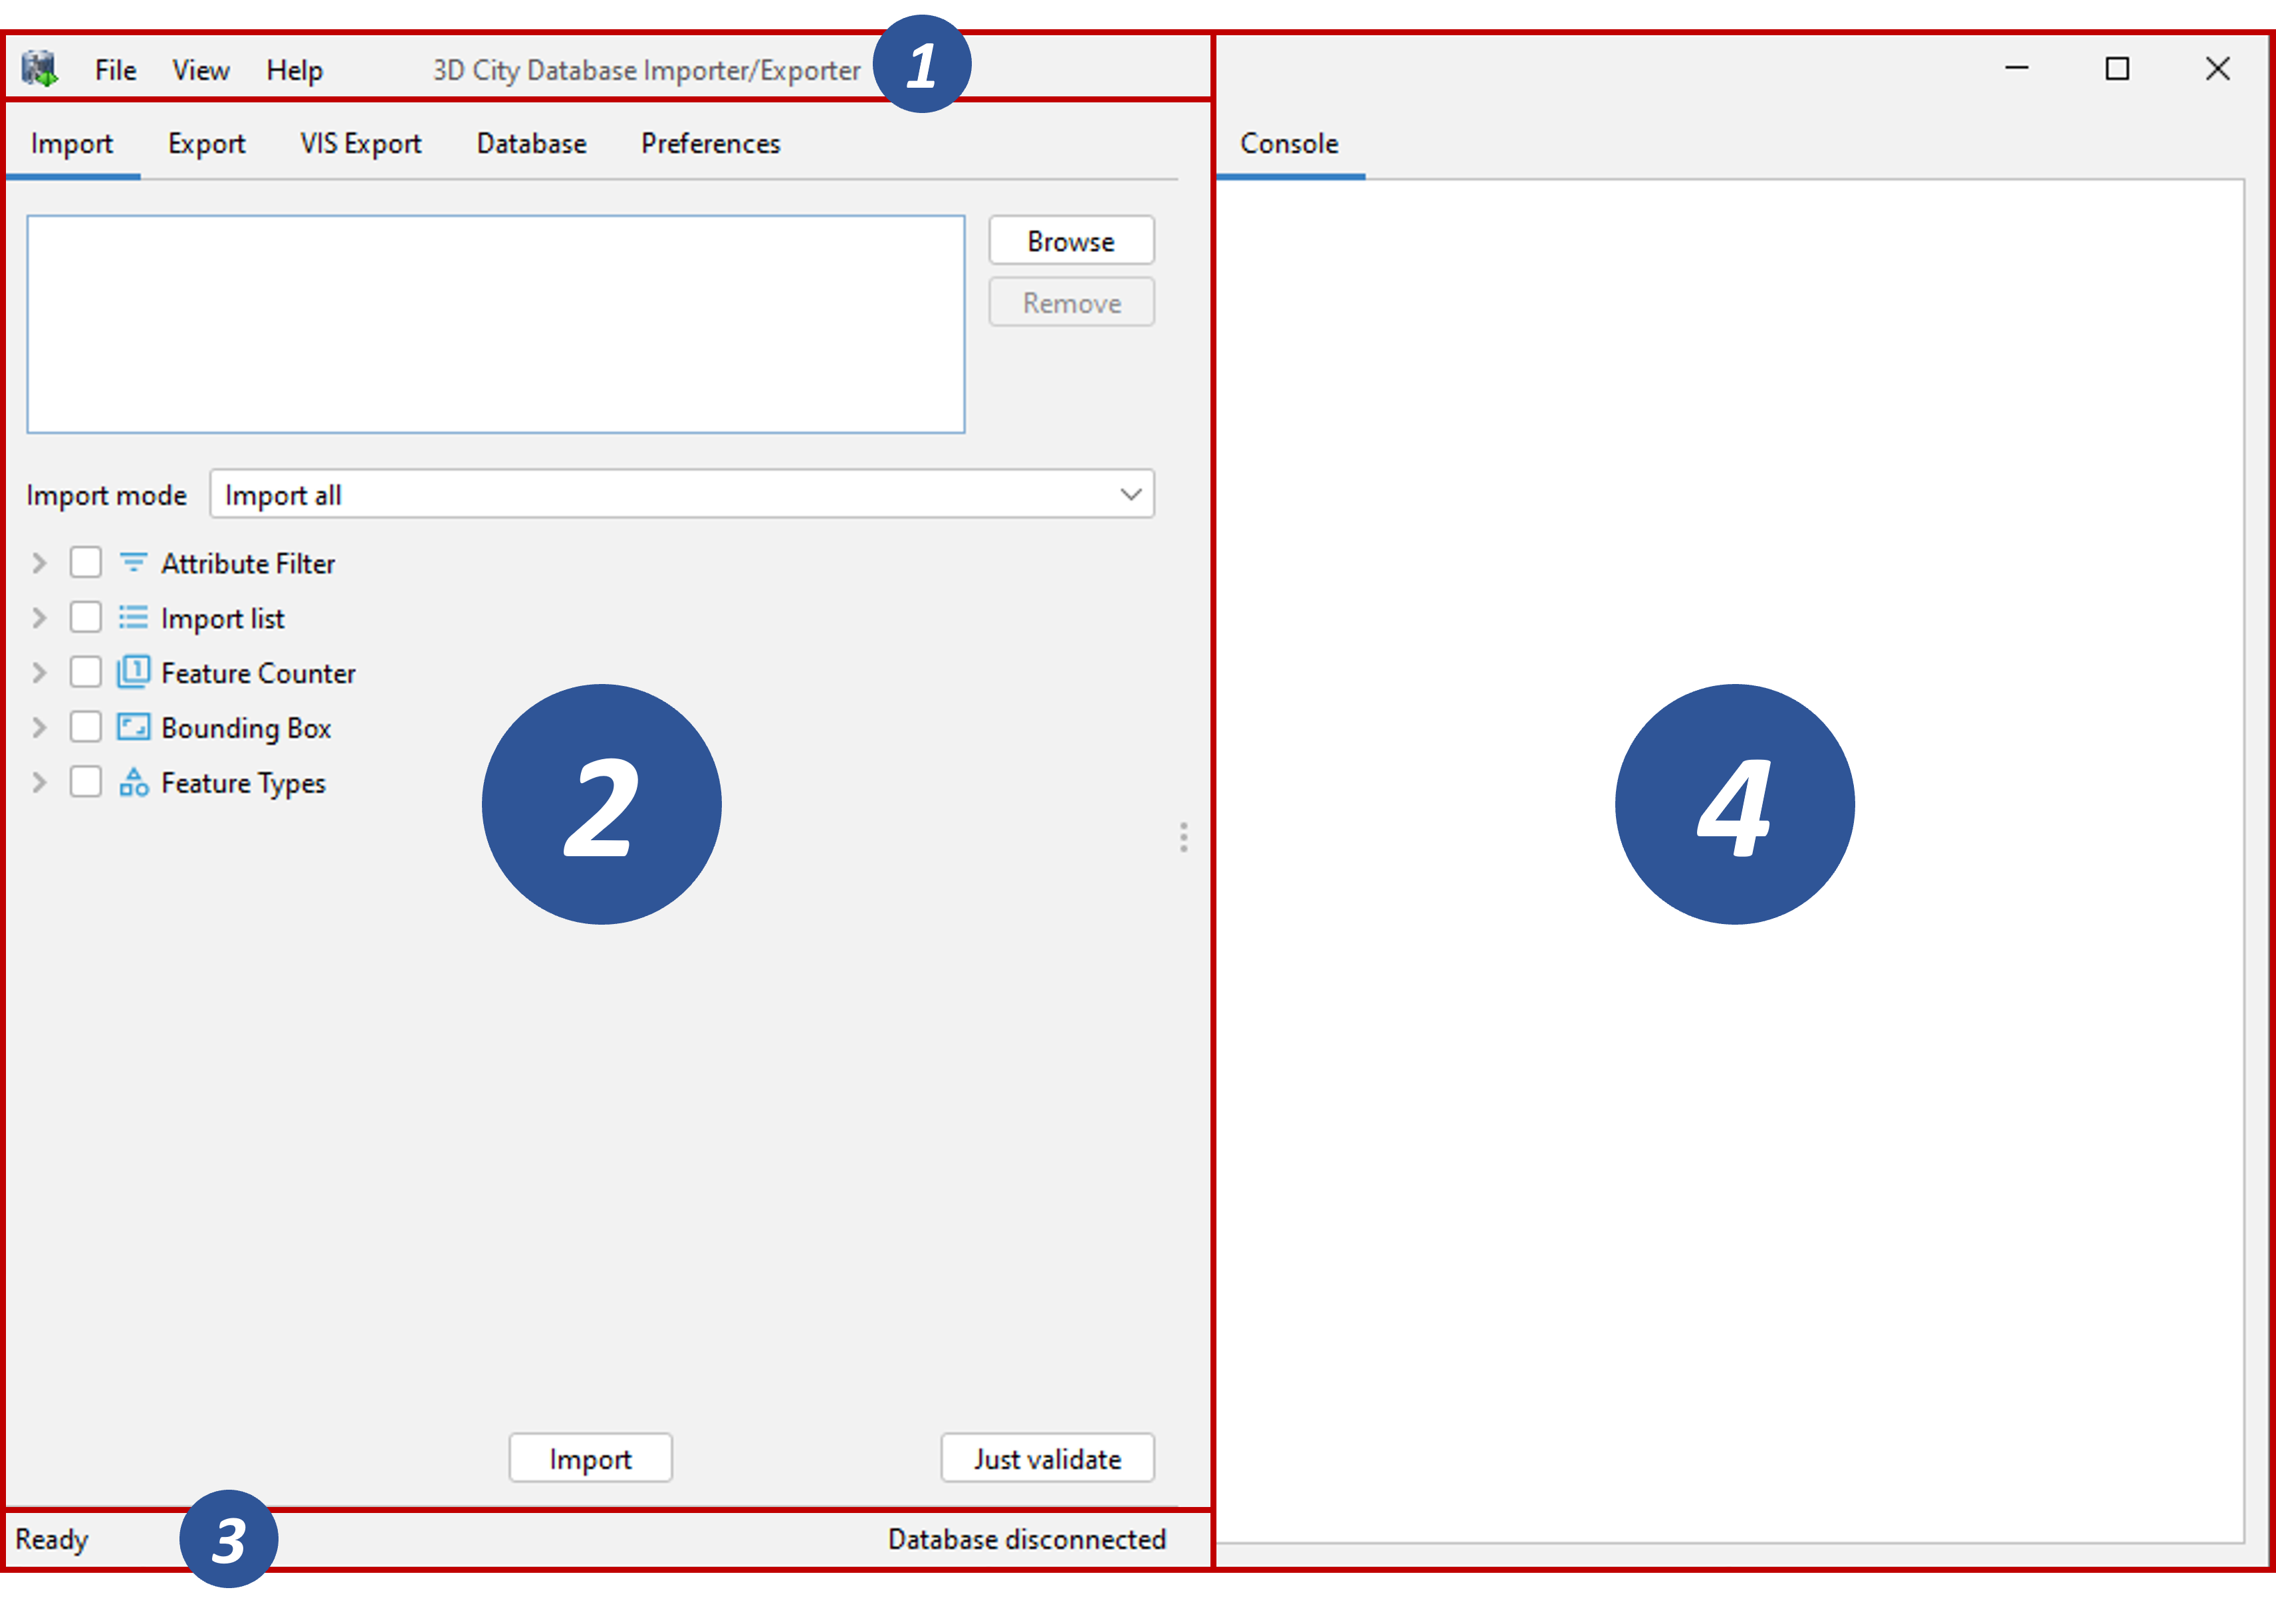 File View Help 3D City Database Importer/Exporter 1
Import Export VIS Export Database Preferences
Browse
Remove
Import mode Import all
Attribute Filter
Import list
1 Feature Counter
Bounding Box
Feature Types
2
Import Just validate
Ready 3 Database disconnected
Console
4